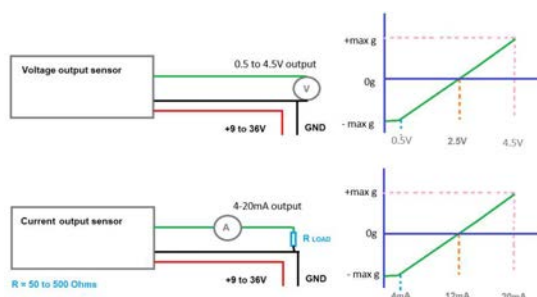 Voltage output sensor
0.5 to 4.5V output
V
+9 to 36V
GND
+max g
0g
- max g
0.5V
2.5V
4.5V
Current output sensor
4-20mA output
A
R LOAD
R = 50 to 500 Ohms
+9 to 36V
GND
+max g
0g
- max g
4mA
12mA
20mA